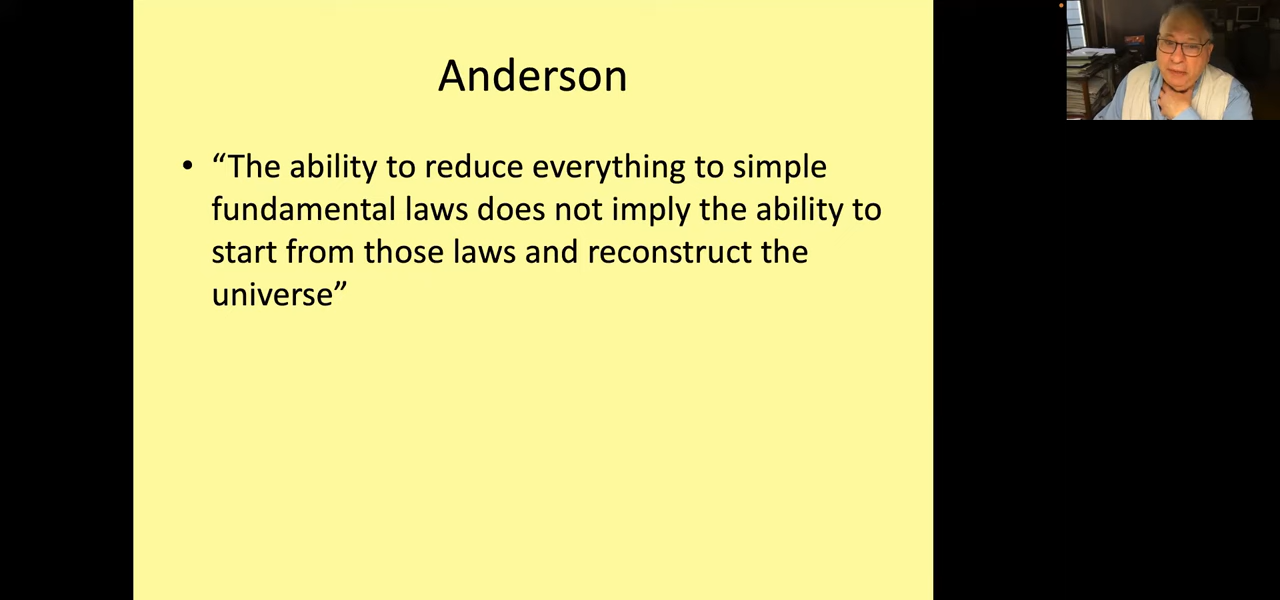 Anderson
• “The ability to reduce everything to simple
fundamental laws does not imply the ability to
start from those laws and reconstruct the
universe”